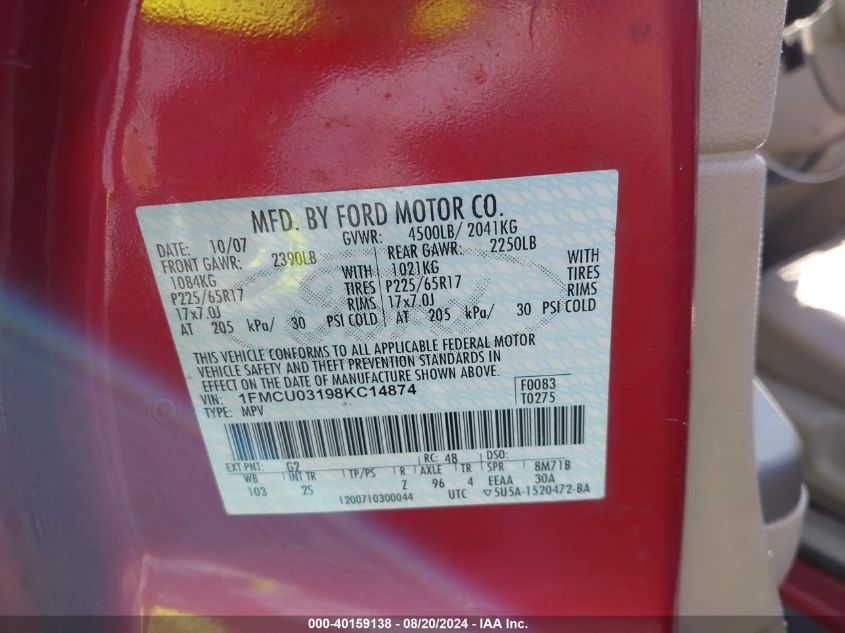 MFD. BY FORD MOTOR CO.
DATE: 10/07 GVWR: 4500LB/ 2041KG
FRONT GAWR: 2390LB REAR GAWR: 2250LB
1084KG WITH 1021KG WITH
P225/65R17 TIRES P225/65R17 TIRES
17x7.0J RIMS 17x7.0J RIMS
AT 205 kPa/ 30 PSI COLD AT 205 kPa/ 30 PSI COLD
THIS VEHICLE CONFORMS TO ALL APPLICABLE FEDERAL MOTOR
VEHICLE SAFETY AND THEFT PREVENTION STANDARDS IN
EFFECT ON THE DATE OF MANUFACTURE SHOWN ABOVE.
VIN: 1FMCU03198KC14874 F0083
TYPE: MPV T0275
EXT PNT: G2 RC: 48 DSO:
WB INT TR TP/PS R AXLE TR SPR 8M71B
103 25 Z 96 4 EEAA 30A
1200710300044 UTC ▽5U5A-1520472-BA
Ford
000-40159138 - 08/20/2024 - IAA Inc.